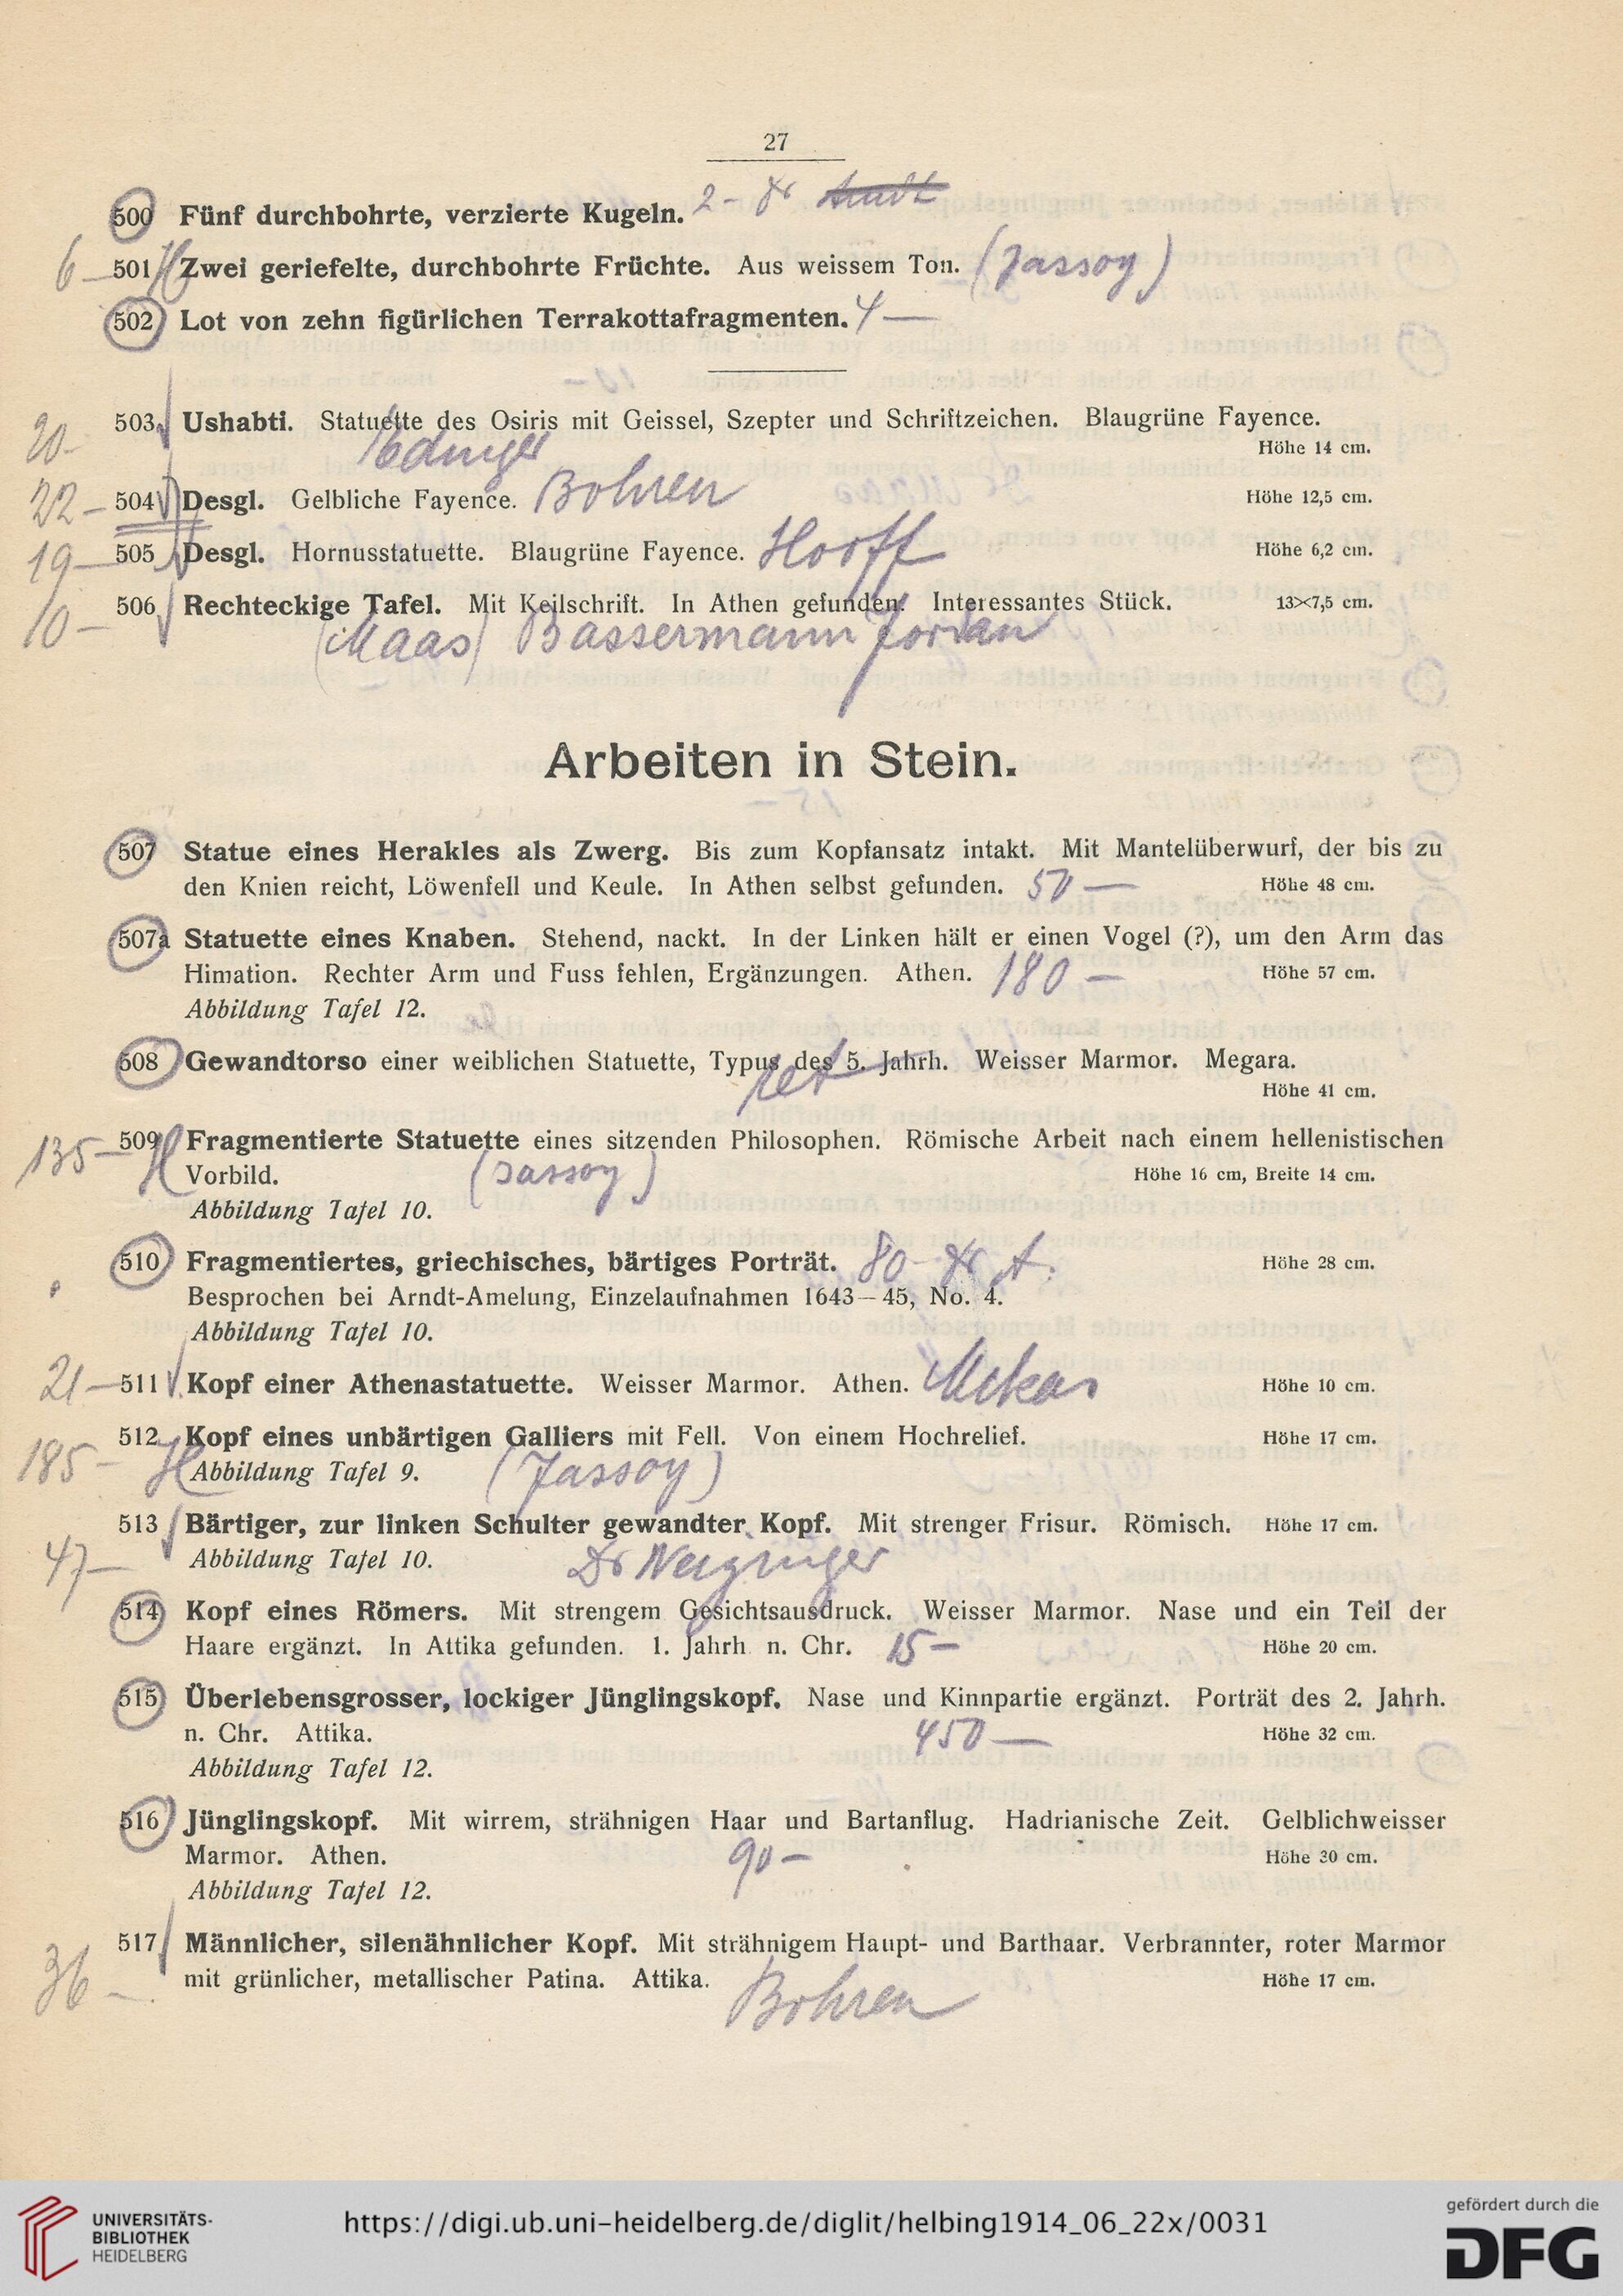 27
500 Fünf durchbohrte, verzierte Kugeln. 2 –
6 – 501 Zwei geriefelte, durchbohrte Früchte. Aus weissem Ton. (Jassoy)
502 Lot von zehn figürlichen Terrakottafragmenten. 4 —
20 – 503 Ushabti. Statuette des Osiris mit Geissel, Szepter und Schriftzeichen. Blaugrüne Fayence.
Edinger Höhe 14 cm.
22 – 504 Desgl. Gelbliche Fayence. Bohren Höhe 12,5 cm.
19 – 505 Desgl. Hornusstatuette. Blaugrüne Fayence. Horff Höhe 6,2 cm.
10 – 506 Rechteckige Tafel. Mit Keilschrift. In Athen gefunden. Interessantes Stück. 13×7,5 cm.
(Maas) Bassermann Jordan
Arbeiten in Stein.
507 Statue eines Herakles als Zwerg. Bis zum Kopfansatz intakt. Mit Mantelüberwurf, der bis zu
den Knien reicht, Löwenfell und Keule. In Athen selbst gefunden. 50 — Höhe 48 cm.
507a Statuette eines Knaben. Stehend, nackt. In der Linken hält er einen Vogel (?), um den Arm das
Himation. Rechter Arm und Fuss fehlen, Ergänzungen. Athen. 180 – Höhe 57 cm.
Abbildung Tafel 12.
508 Gewandtorso einer weiblichen Statuette, Typus des 5. Jahrh. Weisser Marmor. Megara.
ret Höhe 41 cm.
135 – 509 Fragmentierte Statuette eines sitzenden Philosophen. Römische Arbeit nach einem hellenistischen
Vorbild. (Jassoy) Höhe 16 cm, Breite 14 cm.
Abbildung Tafel 10.
510 Fragmentiertes, griechisches, bärtiges Porträt. 80 – Höhe 28 cm.
Besprochen bei Arndt-Amelung, Einzelaufnahmen 1643—45, No. 4.
Abbildung Tafel 10.
21 – 511 Kopf einer Athenastatuette. Weisser Marmor. Athen. Höhe 10 cm.
512 Kopf eines unbärtigen Galliers mit Fell. Von einem Hochrelief. Höhe 17 cm.
185 – Abbildung Tafel 9. (Jassoy)
513 Bärtiger, zur linken Schulter gewandter Kopf. Mit strenger Frisur. Römisch. Höhe 17 cm.
47 – Abbildung Tafel 10. Dr
514 Kopf eines Römers. Mit strengem Gesichtsausdruck. Weisser Marmor. Nase und ein Teil der
Haare ergänzt. In Attika gefunden. 1. Jahrh. n. Chr. 15 – Höhe 20 cm.
515 Überlebensgrosser, lockiger Jünglingskopf. Nase und Kinnpartie ergänzt. Porträt des 2. Jahrh.
n. Chr. Attika. 450 — Höhe 32 cm.
Abbildung Tafel 12.
516 Jünglingskopf. Mit wirrem, strähnigen Haar und Bartanflug. Hadrianische Zeit. Gelblichweisser
Marmor. Athen. 90 – Höhe 30 cm.
Abbildung Tafel 12.
517 Männlicher, silenähnlicher Kopf. Mit strähnigem Haupt- und Barthaar. Verbrannter, roter Marmor
36 – mit grünlicher, metallischer Patina. Attika. Höhe 17 cm.
Bohren
UNIVERSITÄTS-
BIBLIOTHEK
HEIDELBERG
https://digi.ub.uni-heidelberg.de/diglit/helbing1914_06_22x/0031
gefördert durch die
DFG